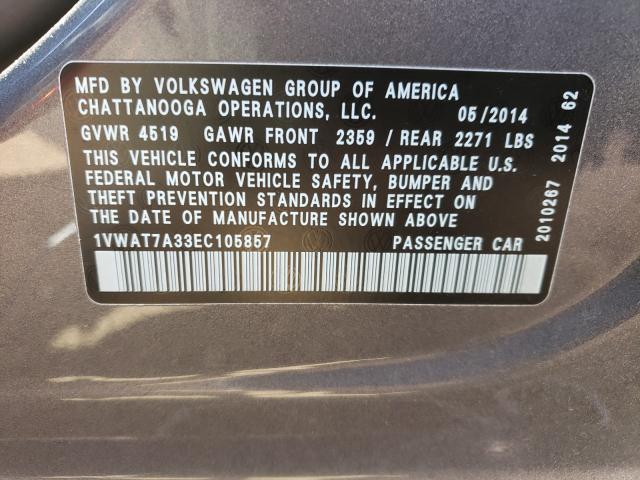 MFD BY VOLKSWAGEN GROUP OF AMERICA
CHATTANOOGA OPERATIONS, LLC. 05/2014
GVWR 4519 GAWR FRONT 2359 / REAR 2271 LBS
THIS VEHICLE CONFORMS TO ALL APPLICABLE U.S.
FEDERAL MOTOR VEHICLE SAFETY, BUMPER AND
THEFT PREVENTION STANDARDS IN EFFECT ON
THE DATE OF MANUFACTURE SHOWN ABOVE
1VWAT7A33EC105857 PASSENGER CAR
2010267 2014 62